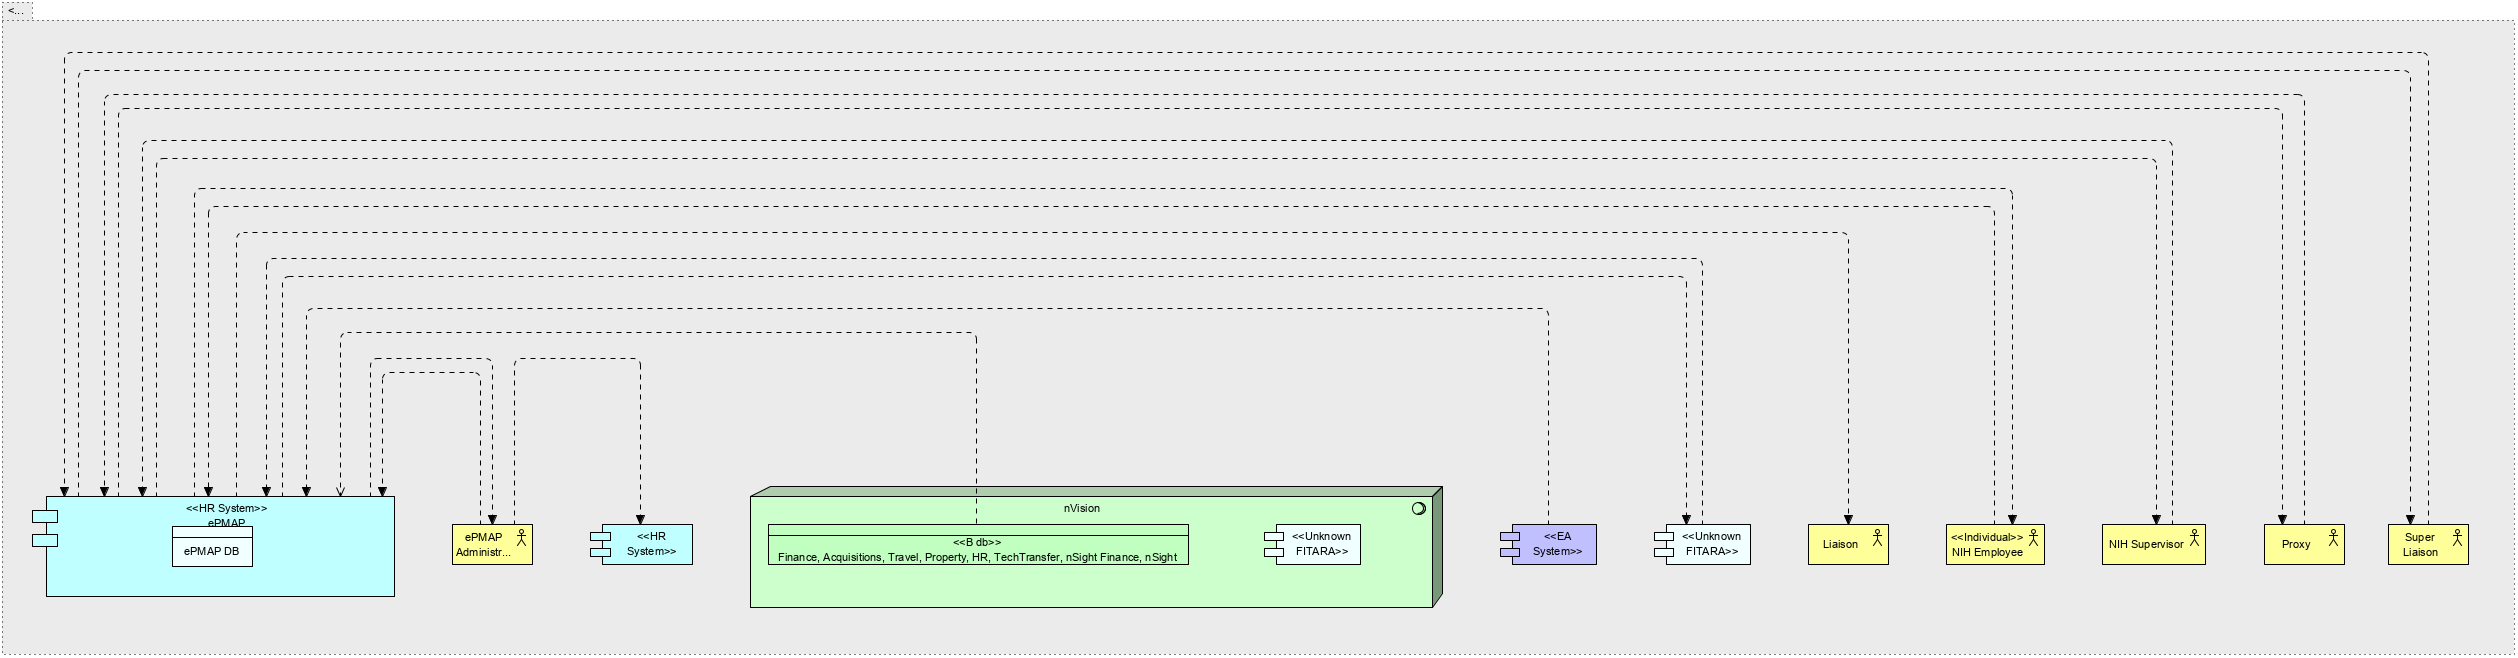 <...
<<HR System>>
ePMAP
ePMAP DB
ePMAP
Administr...
<<HR
System>>
nVision
<<B db>>
Finance, Acquisitions, Travel, Property, HR, TechTransfer, nSight Finance, nSight
<<Unknown
FITARA>>
<<EA
System>>
<<Unknown
FITARA>>
Liaison
<<Individual>>
NIH Employee
NIH Supervisor
Proxy
Super
Liaison